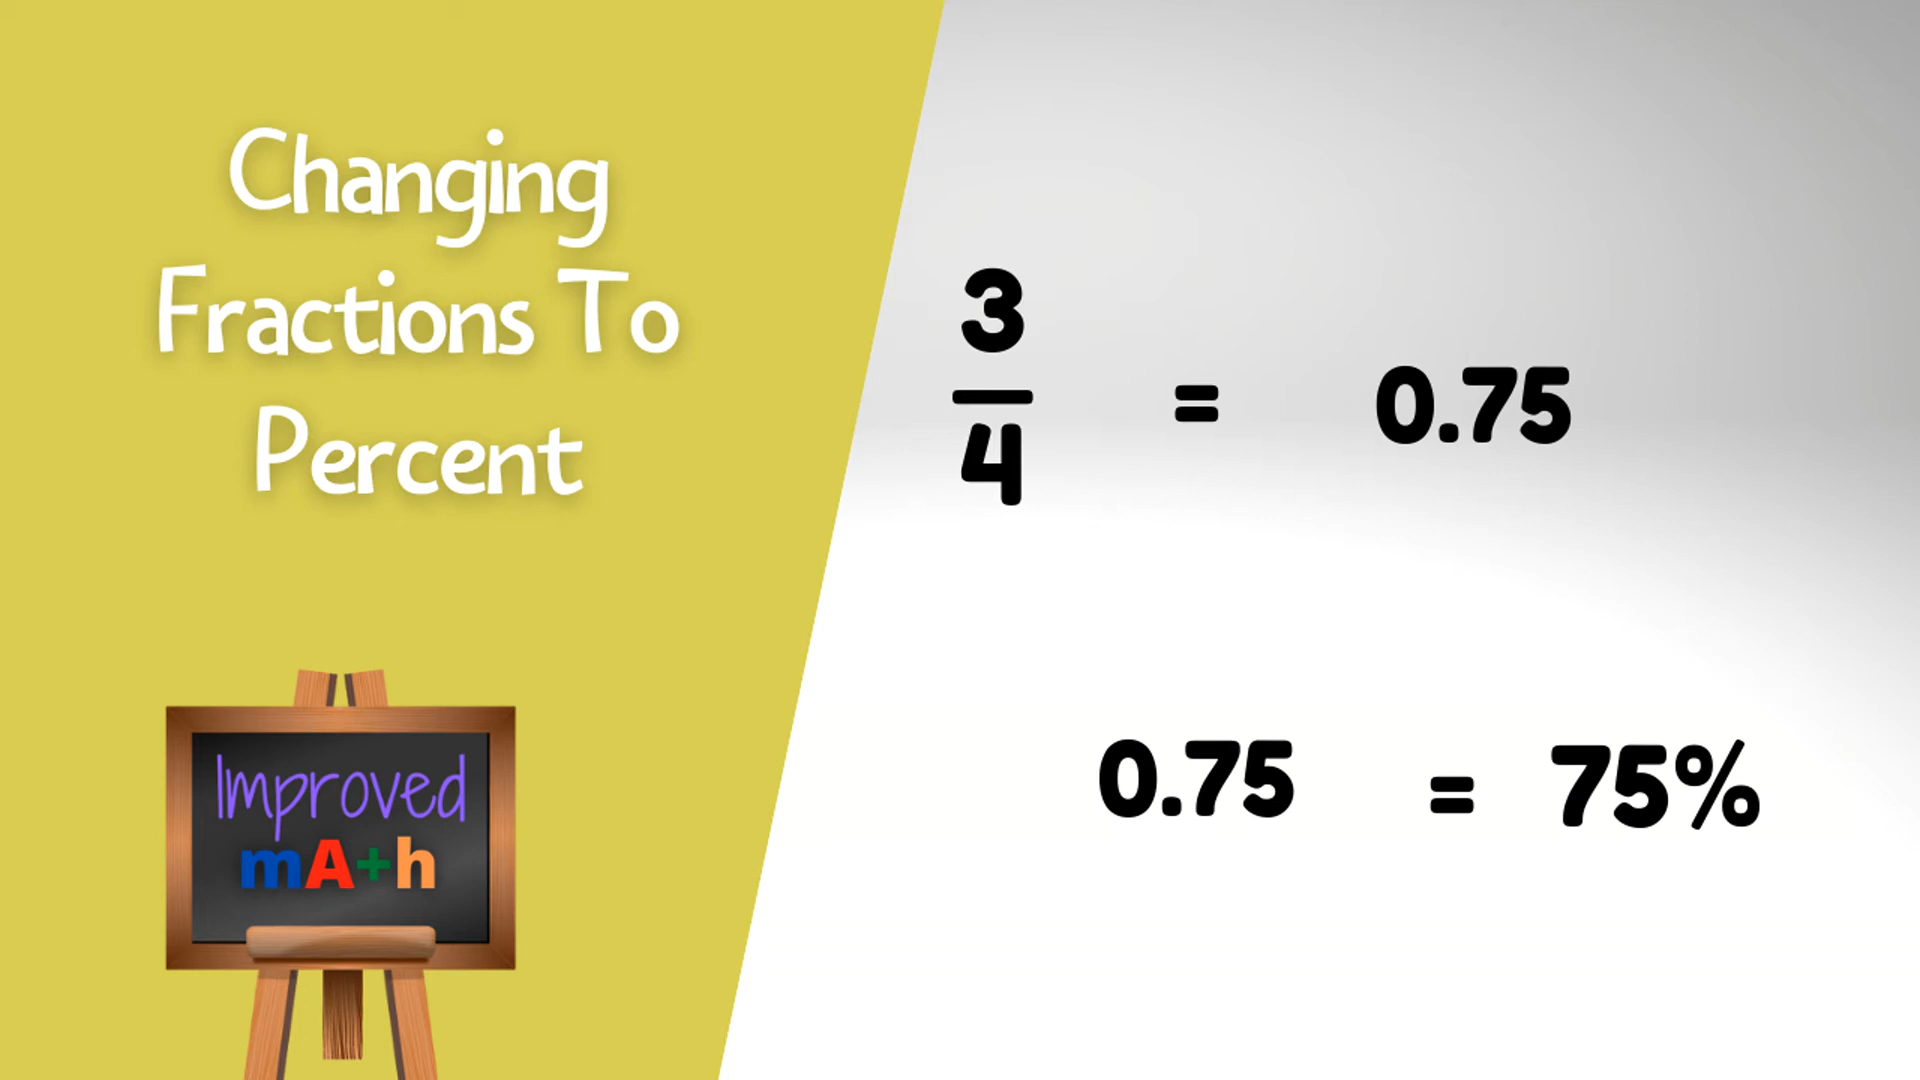 Changing
Fractions To
Percent
3
4
= 0.75
0.75 = 75%
Improved
mA+h